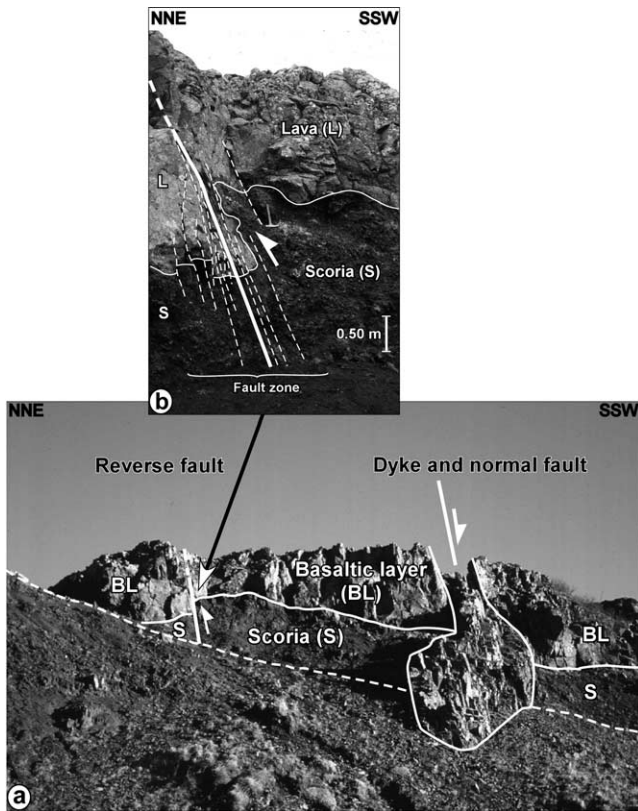 NNE SSW
Lava (L)
L
Scoria (S)
S
0.50 m
Fault zone
b
NNE SSW
Reverse fault
Dyke and normal fault
BL
Basaltic layer
(BL)
S
Scoria (S)
BL
S
a